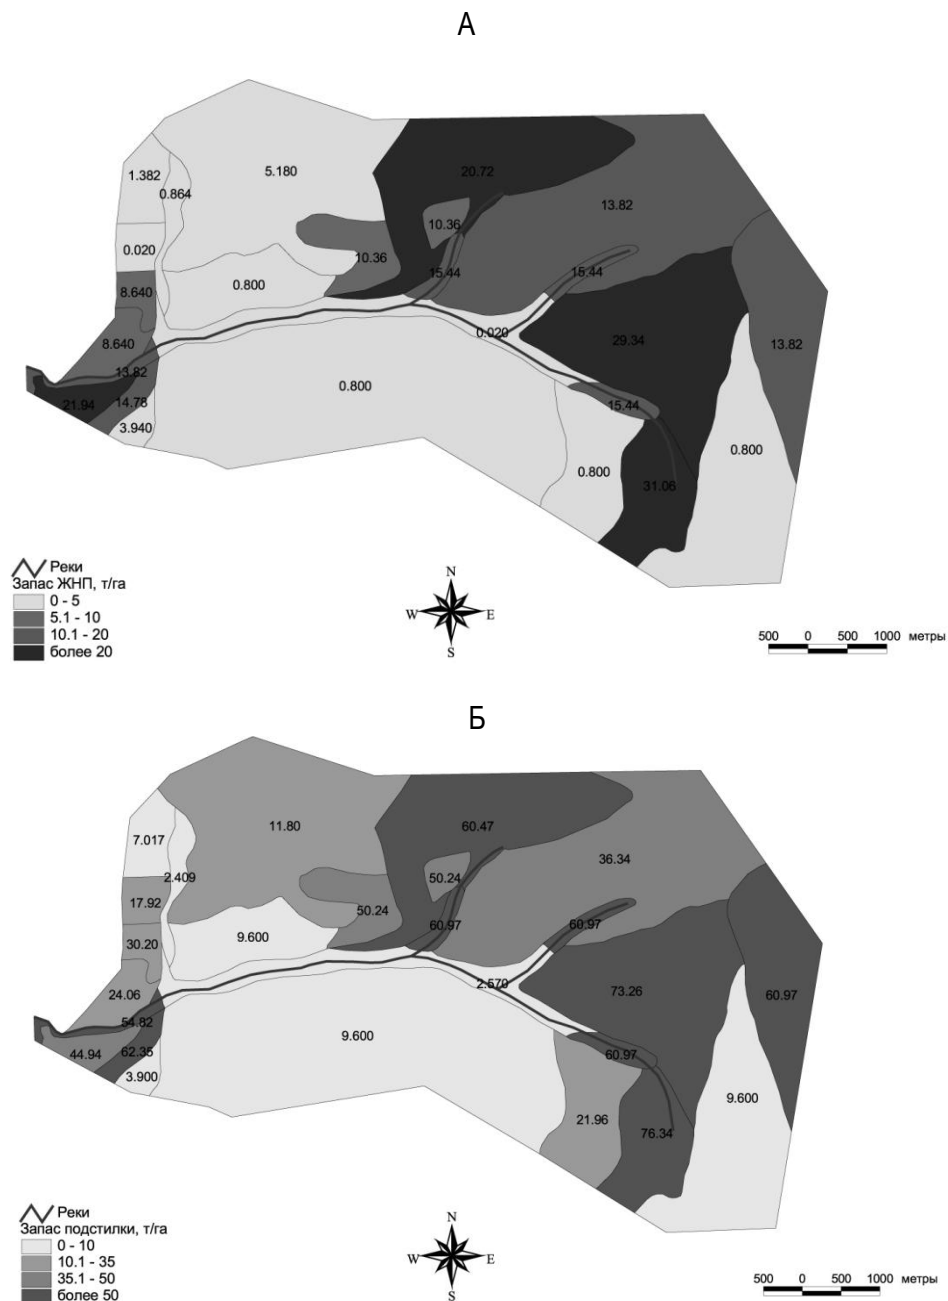 А
5.180
20.72
1.382
0.864
13.82
10.36
0.020
10.36
15.44
15.44
8.640
0.800
0.020
29.34
8.640
13.82
13.82
0.800
21.94
14.78
15.44
3.940
0.800
0.800
31.06
Реки
Запас ЖНП, т/га
0 - 5
5.1 - 10
10.1 - 20
более 20
N
W E
S
500 0 500 1000 метры
Б
11.80
60.47
7.017
36.34
2.409
50.24
17.92
50.24
60.97
60.97
9.600
30.20
2.570
73.26
60.97
24.06
54.82
9.600
62.35
44.94
60.97
3.900
9.600
21.96
76.34
Реки
Запас подстилки, т/га
0 - 10
10.1 - 35
35.1 - 50
более 50
N
W E
S
500 0 500 1000 метры